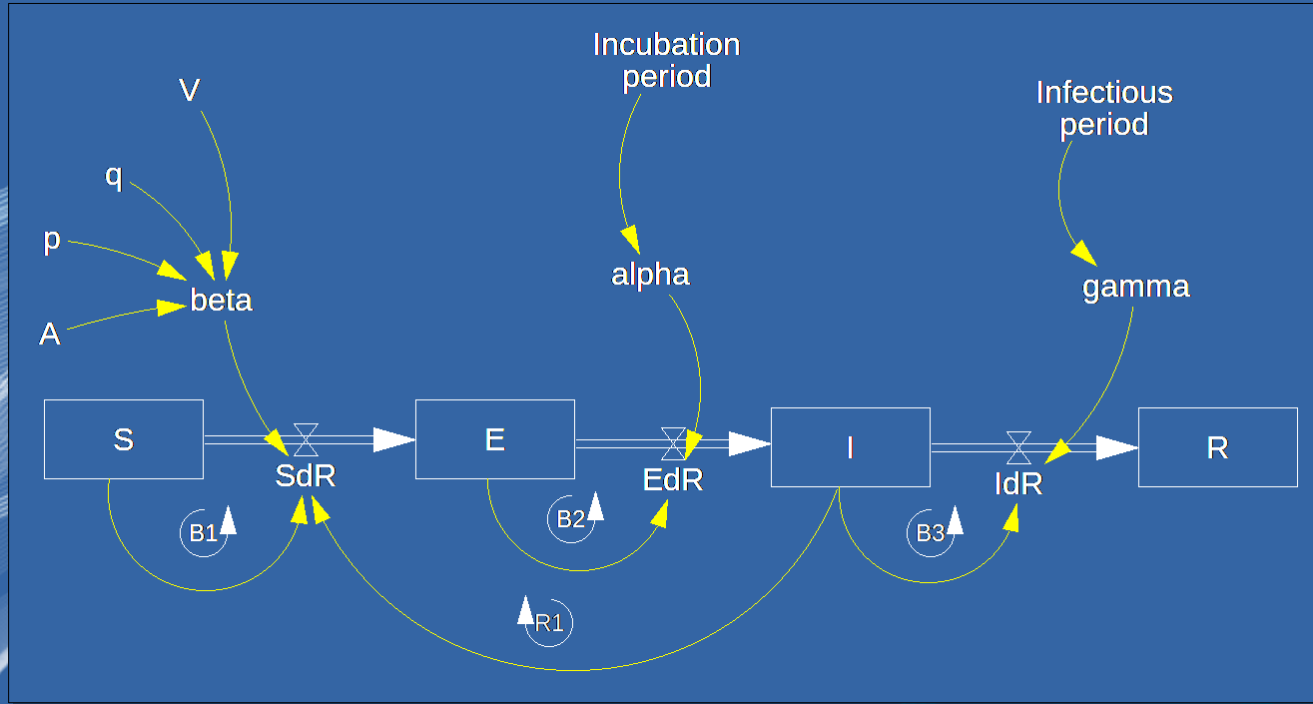 Incubation
period
V
Infectious
period
q
p
alpha
gamma
beta
A
S
E
I
R
SdR
EdR
IdR
B1
B2
B3
R1